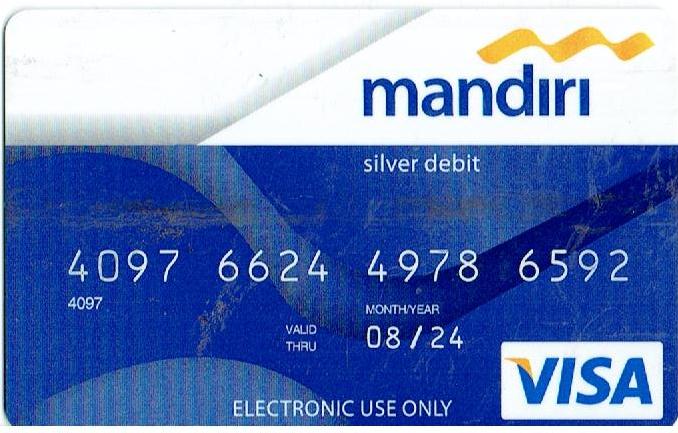 mandiri
silver debit
4097 6624 4978 6592
4097
MONTH/YEAR
VALID THRU 08/24
VISA
ELECTRONIC USE ONLY